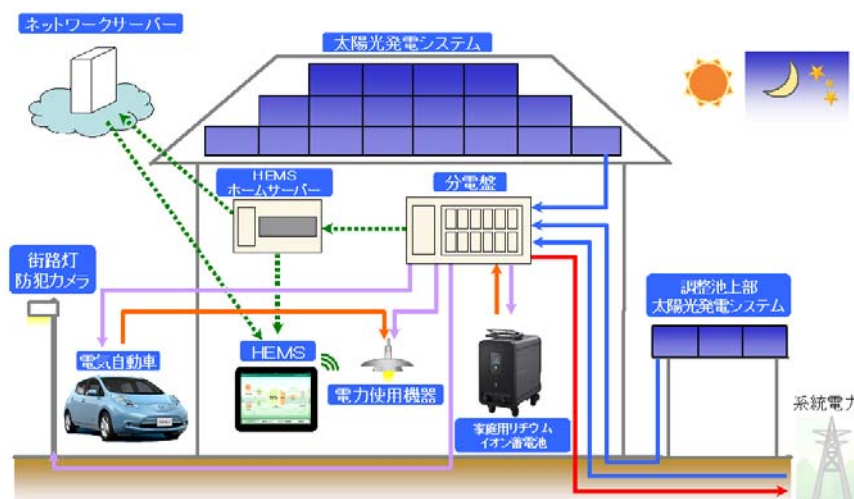 ネットワークサーバー
太陽光発電システム
HEMS
ホームサーバー
分電盤
街路灯
防犯カメラ
調整池上部
太陽光発電システム
電気自動車
HEMS
電力使用機器
家庭用リチウム
イオン蓄電池
系統電力